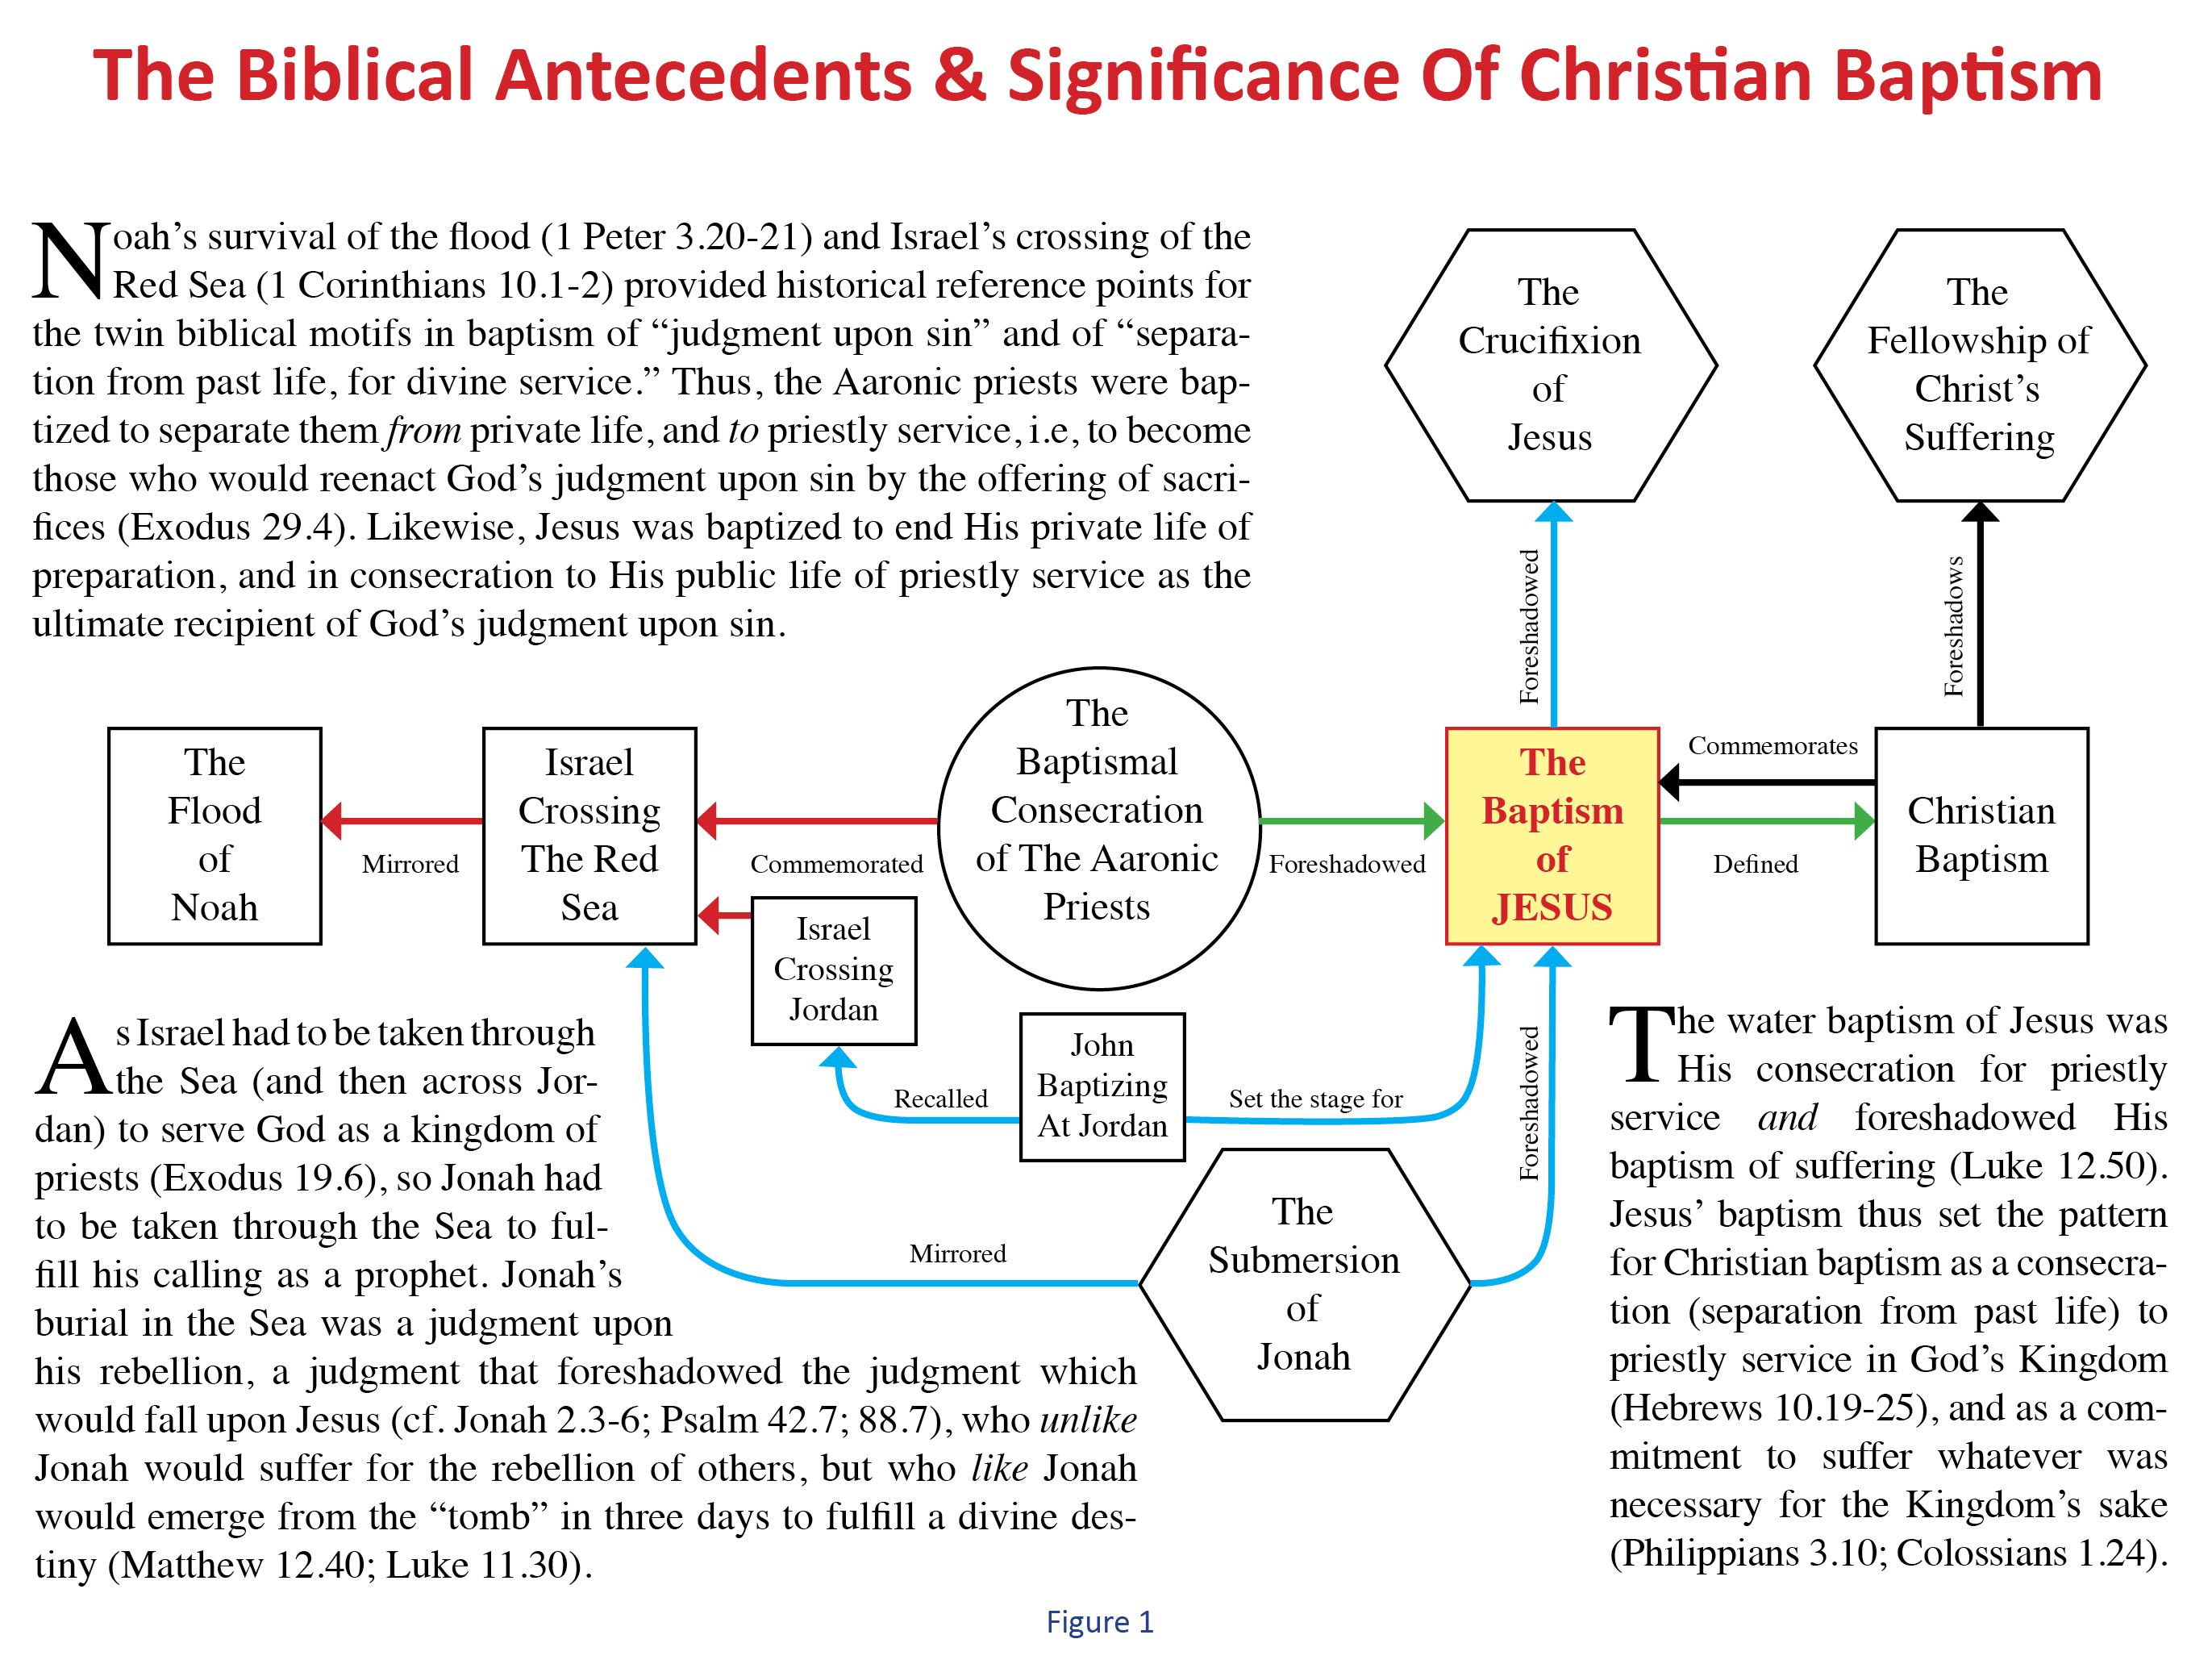 The Biblical Antecedents & Significance Of Christian Baptism
Noah’s survival of the flood (1 Peter 3.20-21) and Israel’s crossing of the
Red Sea (1 Corinthians 10.1-2) provided historical reference points for
the twin biblical motifs in baptism of “judgment upon sin” and of “separa-
tion from past life, for divine service.” Thus, the Aaronic priests were bap-
tized to separate them from private life, and to priestly service, i.e, to become
those who would reenact God’s judgment upon sin by the offering of sacri-
fices (Exodus 29.4). Likewise, Jesus was baptized to end His private life of
preparation, and in consecration to His public life of priestly service as the
ultimate recipient of God’s judgment upon sin.
The
Crucifixion
of
Jesus
The
Fellowship of
Christ’s
Suffering
Foreshadowed
Foreshadows
The
Flood
of
Noah
Mirrored
Israel
Crossing
The Red
Sea
Commemorated
The
Baptismal
Consecration
of The Aaronic
Priests
Foreshadowed
The
Baptism
of
JESUS
Commemorates
Defined
Christian
Baptism
Israel
Crossing
Jordan
Recalled
John
Baptizing
At Jordan
Set the stage for
Foreshadowed
Mirrored
The
Submersion
of
Jonah
As Israel had to be taken through
the Sea (and then across Jor-
dan) to serve God as a kingdom of
priests (Exodus 19.6), so Jonah had
to be taken through the Sea to ful-
fill his calling as a prophet. Jonah’s
burial in the Sea was a judgment upon
his rebellion, a judgment that foreshadowed the judgment which
would fall upon Jesus (cf. Jonah 2.3-6; Psalm 42.7; 88.7), who unlike
Jonah would suffer for the rebellion of others, but who like Jonah
would emerge from the “tomb” in three days to fulfill a divine des-
tiny (Matthew 12.40; Luke 11.30).
The water baptism of Jesus was
His consecration for priestly
service and foreshadowed His
baptism of suffering (Luke 12.50).
Jesus’ baptism thus set the pattern
for Christian baptism as a consecra-
tion (separation from past life) to
priestly service in God’s Kingdom
(Hebrews 10.19-25), and as a com-
mitment to suffer whatever was
necessary for the Kingdom’s sake
(Philippians 3.10; Colossians 1.24).
Figure 1